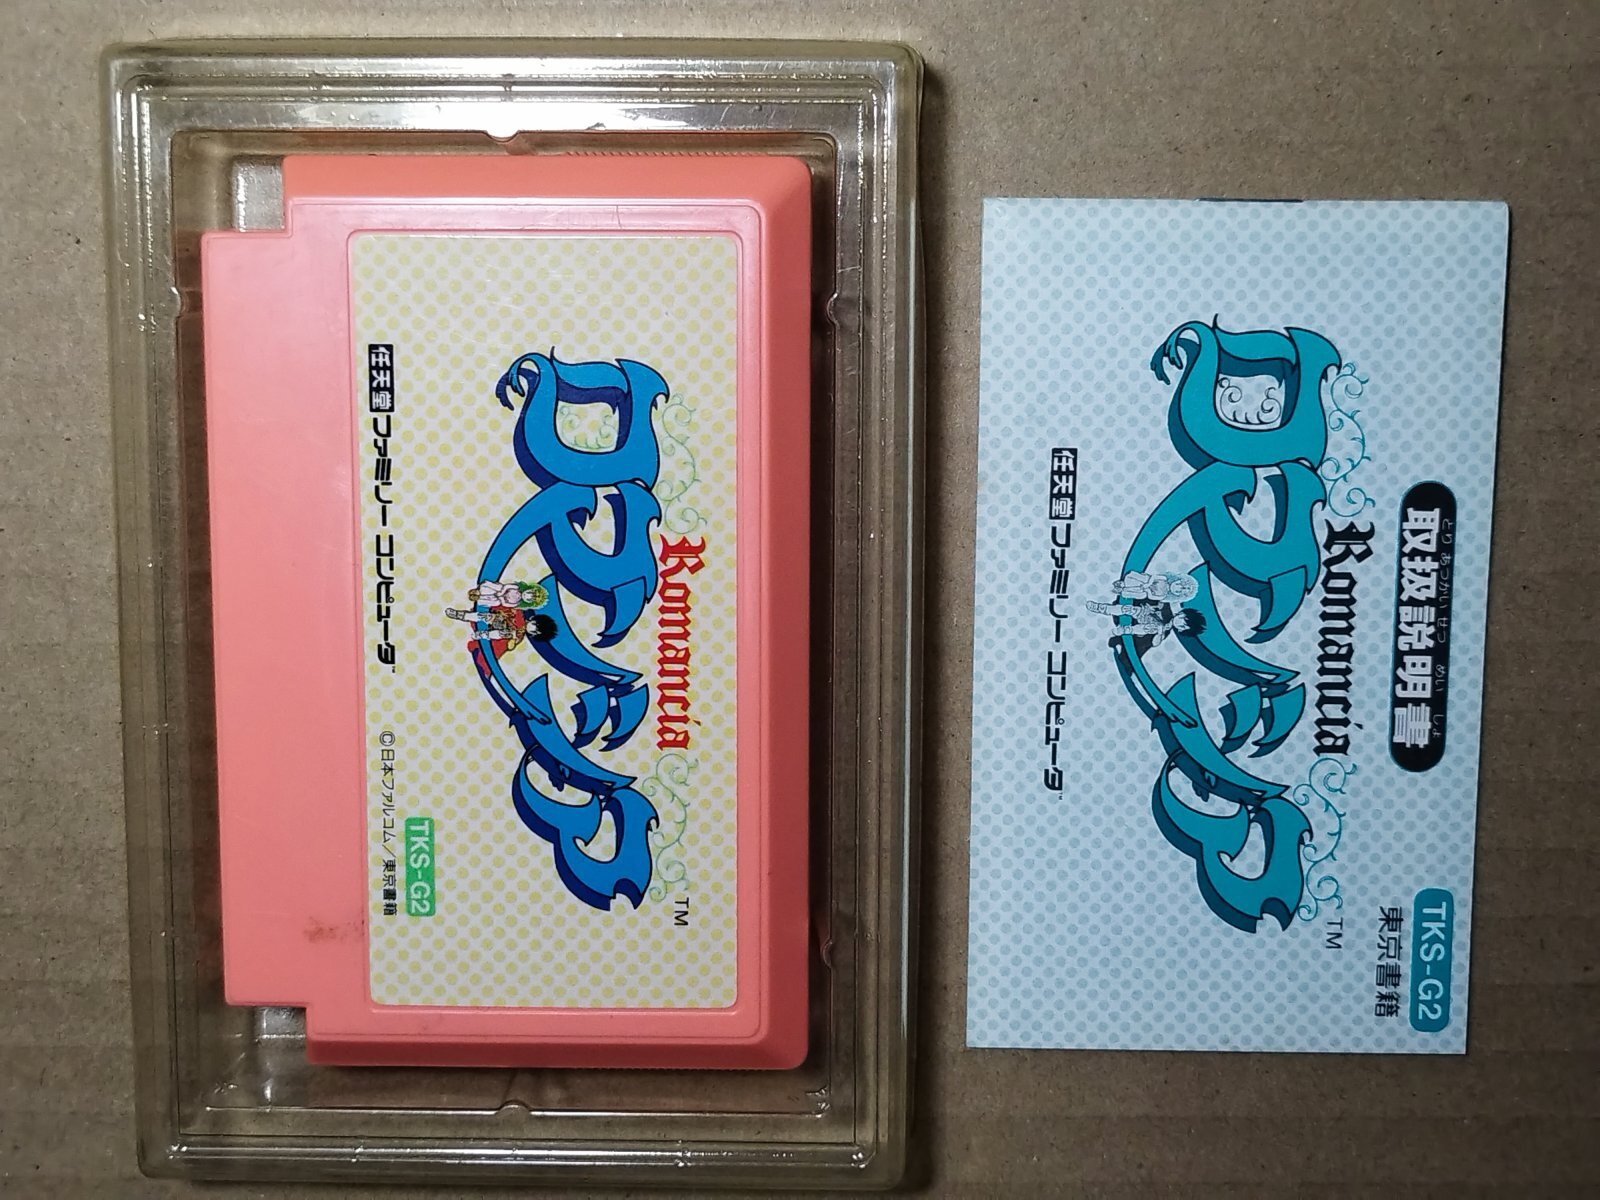 Romancia
ロマンシア
TM
任天堂 ファミリー コンピュータ™
TKS-G2
©日本ファルコム／東京書籍
とり あつかい せつ めい しょ
取扱説明書
TKS-G2
東京書籍
Romancia
ロマンシア
TM
任天堂 ファミリー コンピュータ™